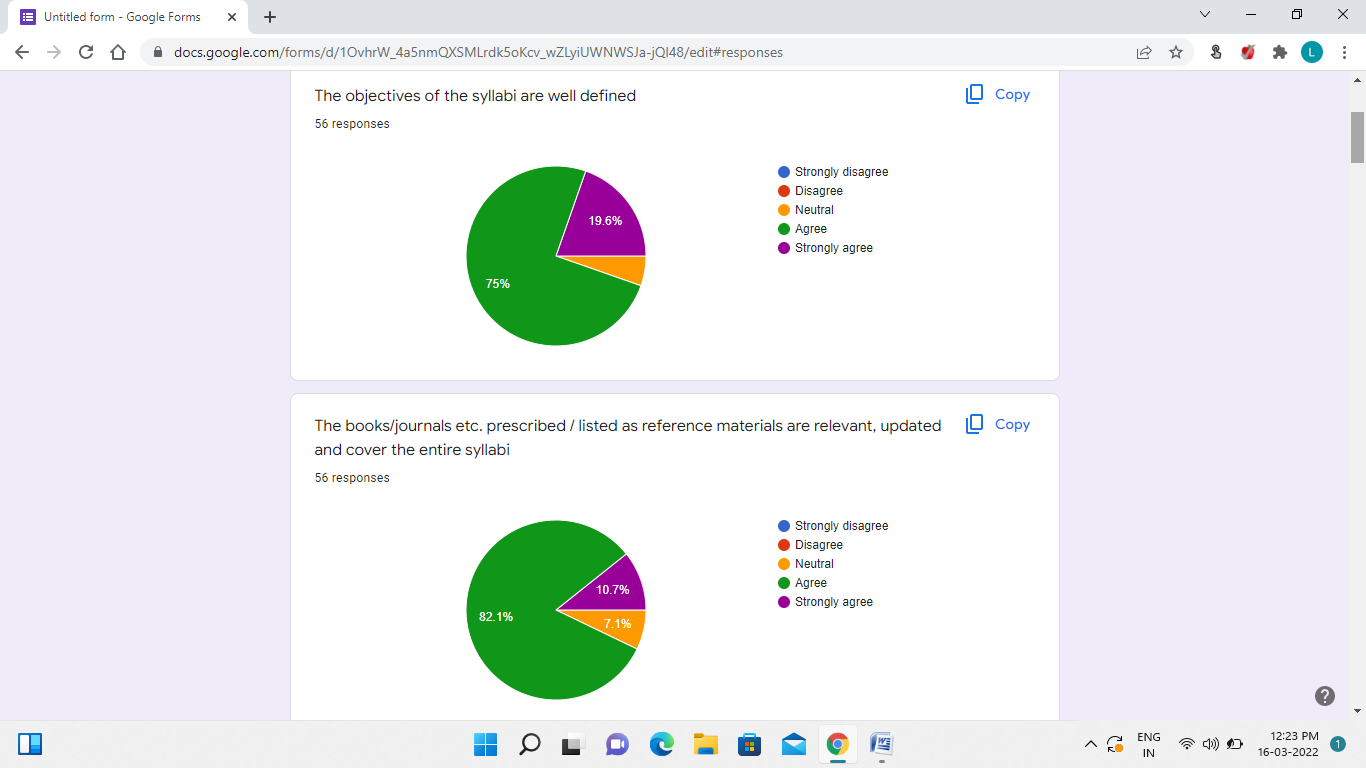 Untitled form - Google Forms
docs.google.com/forms/d/1OvhrW_4a5nmQXSMLrdk5oKcv_wZLyiUWNWSJa-jQl48/edit#responses
L
The objectives of the syllabi are well defined
Copy
56 responses
Strongly disagree
Disagree
Neutral
Agree
Strongly agree
19.6%
75%
The books/journals etc. prescribed / listed as reference materials are relevant, updated
and cover the entire syllabi
Copy
56 responses
Strongly disagree
Disagree
Neutral
Agree
Strongly agree
10.7%
82.1%
7.1%
ENG
IN
12:23 PM
16-03-2022
1